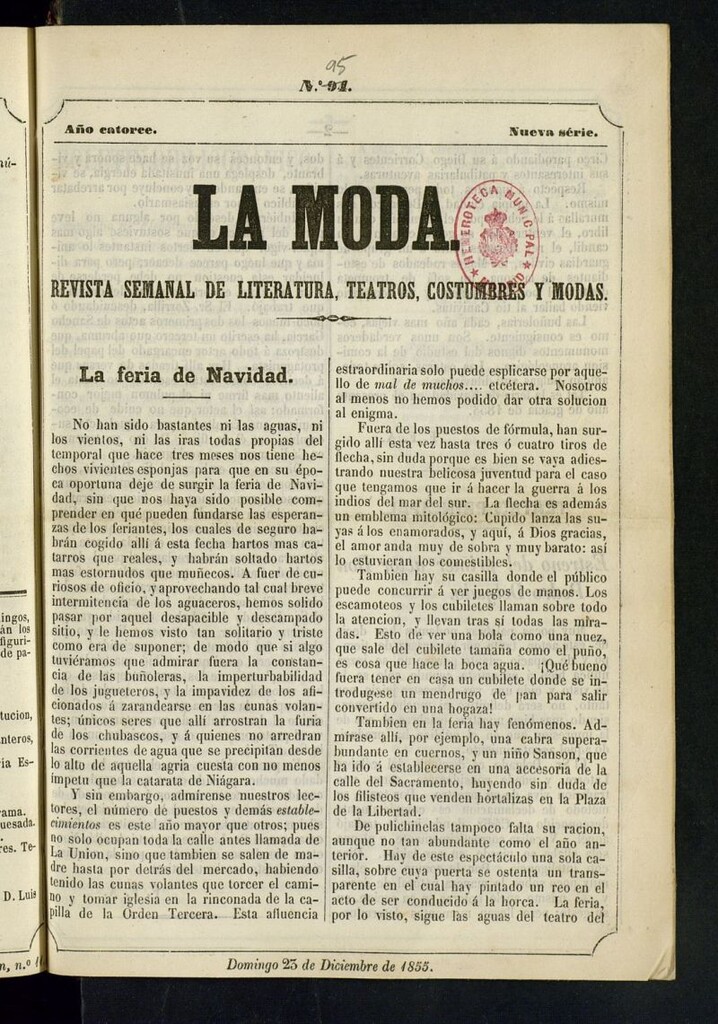 95
N.º 91.
Año catorce.
Nueva série.
LA MODA.
HEMEROTECA MUNICIPAL
REVISTA SEMANAL DE LITERATURA, TEATROS, COSTUMBRES Y MODAS.
La feria de Navidad.
No han sido bastantes ni las aguas, ni
los vientos, ni las iras todas propias del
temporal que hace tres meses nos tiene he-
chos vivientes esponjas para que en su épo-
ca oportuna deje de surgir la feria de Navi-
dad, sin que nos haya sido posible com-
prender en qué pueden fundarse las esperan-
zas de los feriantes, los cuales de seguro ha-
brán cogido allí á esta fecha hartos mas ca-
tarros que reales, y habrán soltado hartos
mas estornudos que muñecos. A fuer de cu-
riosos de oficio, y aprovechando tal cual breve
intermitencia de los aguaceros, hemos solido
pasar por aquel desapacible y descampado
sitio, y le hemos visto tan solitario y triste
como era de suponer; de modo que si algo
tuviéramos que admirar fuera la constan-
cia de las buñoleras, la imperturbabilidad
de los jugueteros, y la impavidez de los afi-
cionados á zarandearse en las cunas volan-
tes; únicos seres que allí arrostran la furia
de los chubascos, y á quienes no arredran
las corrientes de agua que se precipitan desde
lo alto de aquella agria cuesta con no menos
ímpetu que la catarata de Niágara.
Y sin embargo, admírense nuestros lec-
tores, el número de puestos y demás estable-
cimientos es este año mayor que otros; pues
no solo ocupan toda la calle antes llamada de
La Union, sino que tambien se salen de ma-
dre hasta por detrás del mercado, habiendo
tenido las cunas volantes que torcer el cami-
no y tomar iglesia en la rinconada de la ca-
pilla de la Orden Tercera. Esta afluencia
estraordinaria solo puede esplicarse por aque-
llo de mal de muchos.... etcétera. Nosotros
al menos no hemos podido dar otra solucion
al enigma.
Fuera de los puestos de fórmula, han sur-
gido allí esta vez hasta tres ó cuatro tiros de
flecha, sin duda porque es bien se vaya adies-
trando nuestra belicosa juventud para el caso
que tengamos que ir á hacer la guerra á los
indios del mar del sur. La flecha es además
un emblema mitológico: Cupido lanza las su-
yas á los enamorados, y aquí, á Dios gracias,
el amor anda muy de sobra y muy barato: así
lo estuvieran los comestibles.
Tambien hay su casilla donde el público
puede concurrir á ver juegos de manos. Los
escamoteos y los cubiletes llaman sobre todo
la atencion, y llevan tras sí todas las mira-
das. Esto de ver una bola como una nuez,
que sale del cubilete tamaña como el puño,
es cosa que hace la boca agua. ¡Qué bueno
fuera tener en casa un cubilete donde se in-
trodugese un mendrugo de pan para salir
convertido en una hogaza!
Tambien en la feria hay fenómenos. Ad-
mírase allí, por ejemplo, una cabra supera-
bundante en cuernos, y un niño Sanson, que
ha ido á establecerse en una accesoria de la
calle del Sacramento, huyendo sin duda de
los filisteos que venden hortalizas en la Plaza
de la Libertad.
De pulichinelas tampoco falta su racion,
aunque no tan abundante como el año an-
terior. Hay de este espectáculo una sola ca-
silla, sobre cuya puerta se ostenta un trans-
parente en el cual hay pintado un reo en el
acto de ser conducido á la horca. La feria,
por lo visto, sigue las aguas del teatro del
Domingo 23 de Diciembre de 1855.
ingos,
án los
figuri-
de pa-
tucion,
nteros,
ia Es-
ama.
uesada.
res. Te-
D. Luis
n, n.º 1